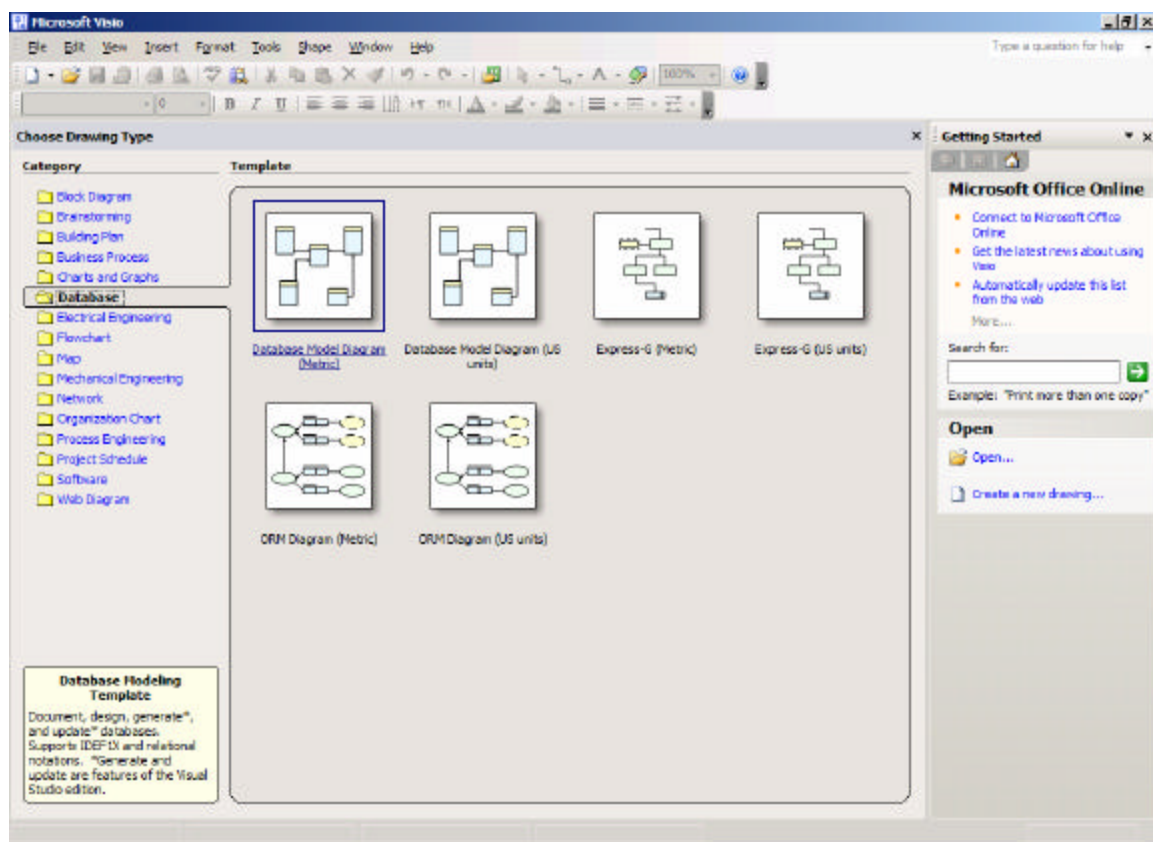 Microsoft Visio
File Edit View Insert Format Tools Shape Window Help
Type a question for help
100%
0
B I U
Choose Drawing Type
Category
Template
Block Diagram
Brainstorming
Building Plan
Business Process
Charts and Graphs
Database
Electrical Engineering
Flowchart
Map
Mechanical Engineering
Network
Organization Chart
Process Engineering
Project Schedule
Software
Web Diagram
Database Model Diagram
(Metric)
Database Model Diagram (US
units)
Express-G (Metric)
Express-G (US units)
ORM Diagram (Metric)
ORM Diagram (US units)
Database Modeling
Template
Document, design, generate*,
and update* databases.
Supports IDEF1X and relational
notations. *Generate and
update are features of the Visual
Studio edition.
Getting Started
Microsoft Office Online
Connect to Microsoft Office
Online
Get the latest news about using
Visio
Automatically update this list
from the web
More...
Search for:
Example: "Print more than one copy"
Open
Open...
Create a new drawing...